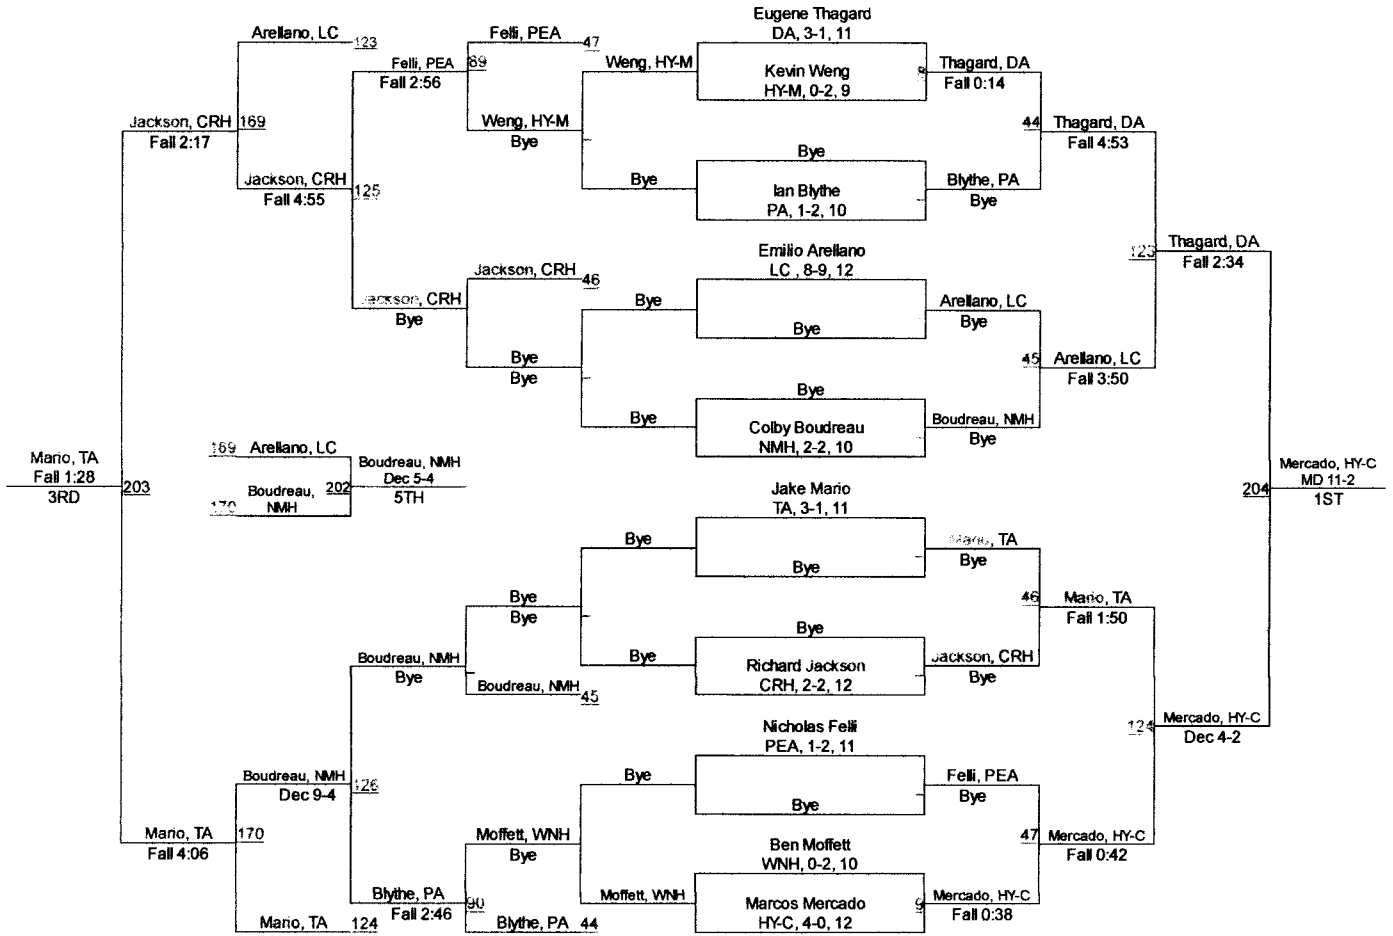 Eugene Thagard
DA, 3-1, 11
Arellano, LC
123
Felli, PEA
47
Felli, PEA
89
Fall 2:56
Weng, HY-M
Kevin Weng
HY-M, 0-2, 9
8
Thagard, DA
Fall 0:14
Jackson, CRH
169
Fall 2:17
Weng, HY-M
Bye
44
Thagard, DA
Fall 4:53
Bye
Jackson, CRH
Fall 4:55
125
Bye
Ian Blythe
PA, 1-2, 10
Blythe, PA
Bye
Emilio Arellano
LC , 8-9, 12
123
Thagard, DA
Fall 2:34
Jackson, CRH
46
Jackson, CRH
Bye
Bye
Bye
Arellano, LC
Bye
Bye
Bye
45
Arellano, LC
Fall 3:50
Bye
Bye
Colby Boudreau
NMH, 2-2, 10
Boudreau, NMH
Bye
Mario, TA
Fall 1:28
3RD
203
169
Arellano, LC
Boudreau, NMH
Dec 5-4
5TH
202
170
Boudreau,
NMH
204
Mercado, HY-C
MD 11-2
1ST
Jake Mario
TA, 3-1, 11
Bye
Bye
Mario, TA
Bye
Bye
Bye
46
Mario, TA
Fall 1:50
Bye
Bye
Richard Jackson
CRH, 2-2, 12
Jackson, CRH
Bye
Boudreau, NMH
Bye
Boudreau, NMH
45
Nicholas Felli
PEA, 1-2, 11
124
Mercado, HY-C
Dec 4-2
Boudreau, NMH
Dec 9-4
126
Bye
Bye
Felli, PEA
Bye
Mario, TA
Fall 4:06
170
Moffett, WNH
Bye
Ben Moffett
WNH, 0-2, 10
47
Mercado, HY-C
Fall 0:42
Blythe, PA
Fall 2:46
90
Moffett, WNH
Marcos Mercado
HY-C, 4-0, 12
9
Mercado, HY-C
Fall 0:38
Mario, TA
124
Blythe, PA
44